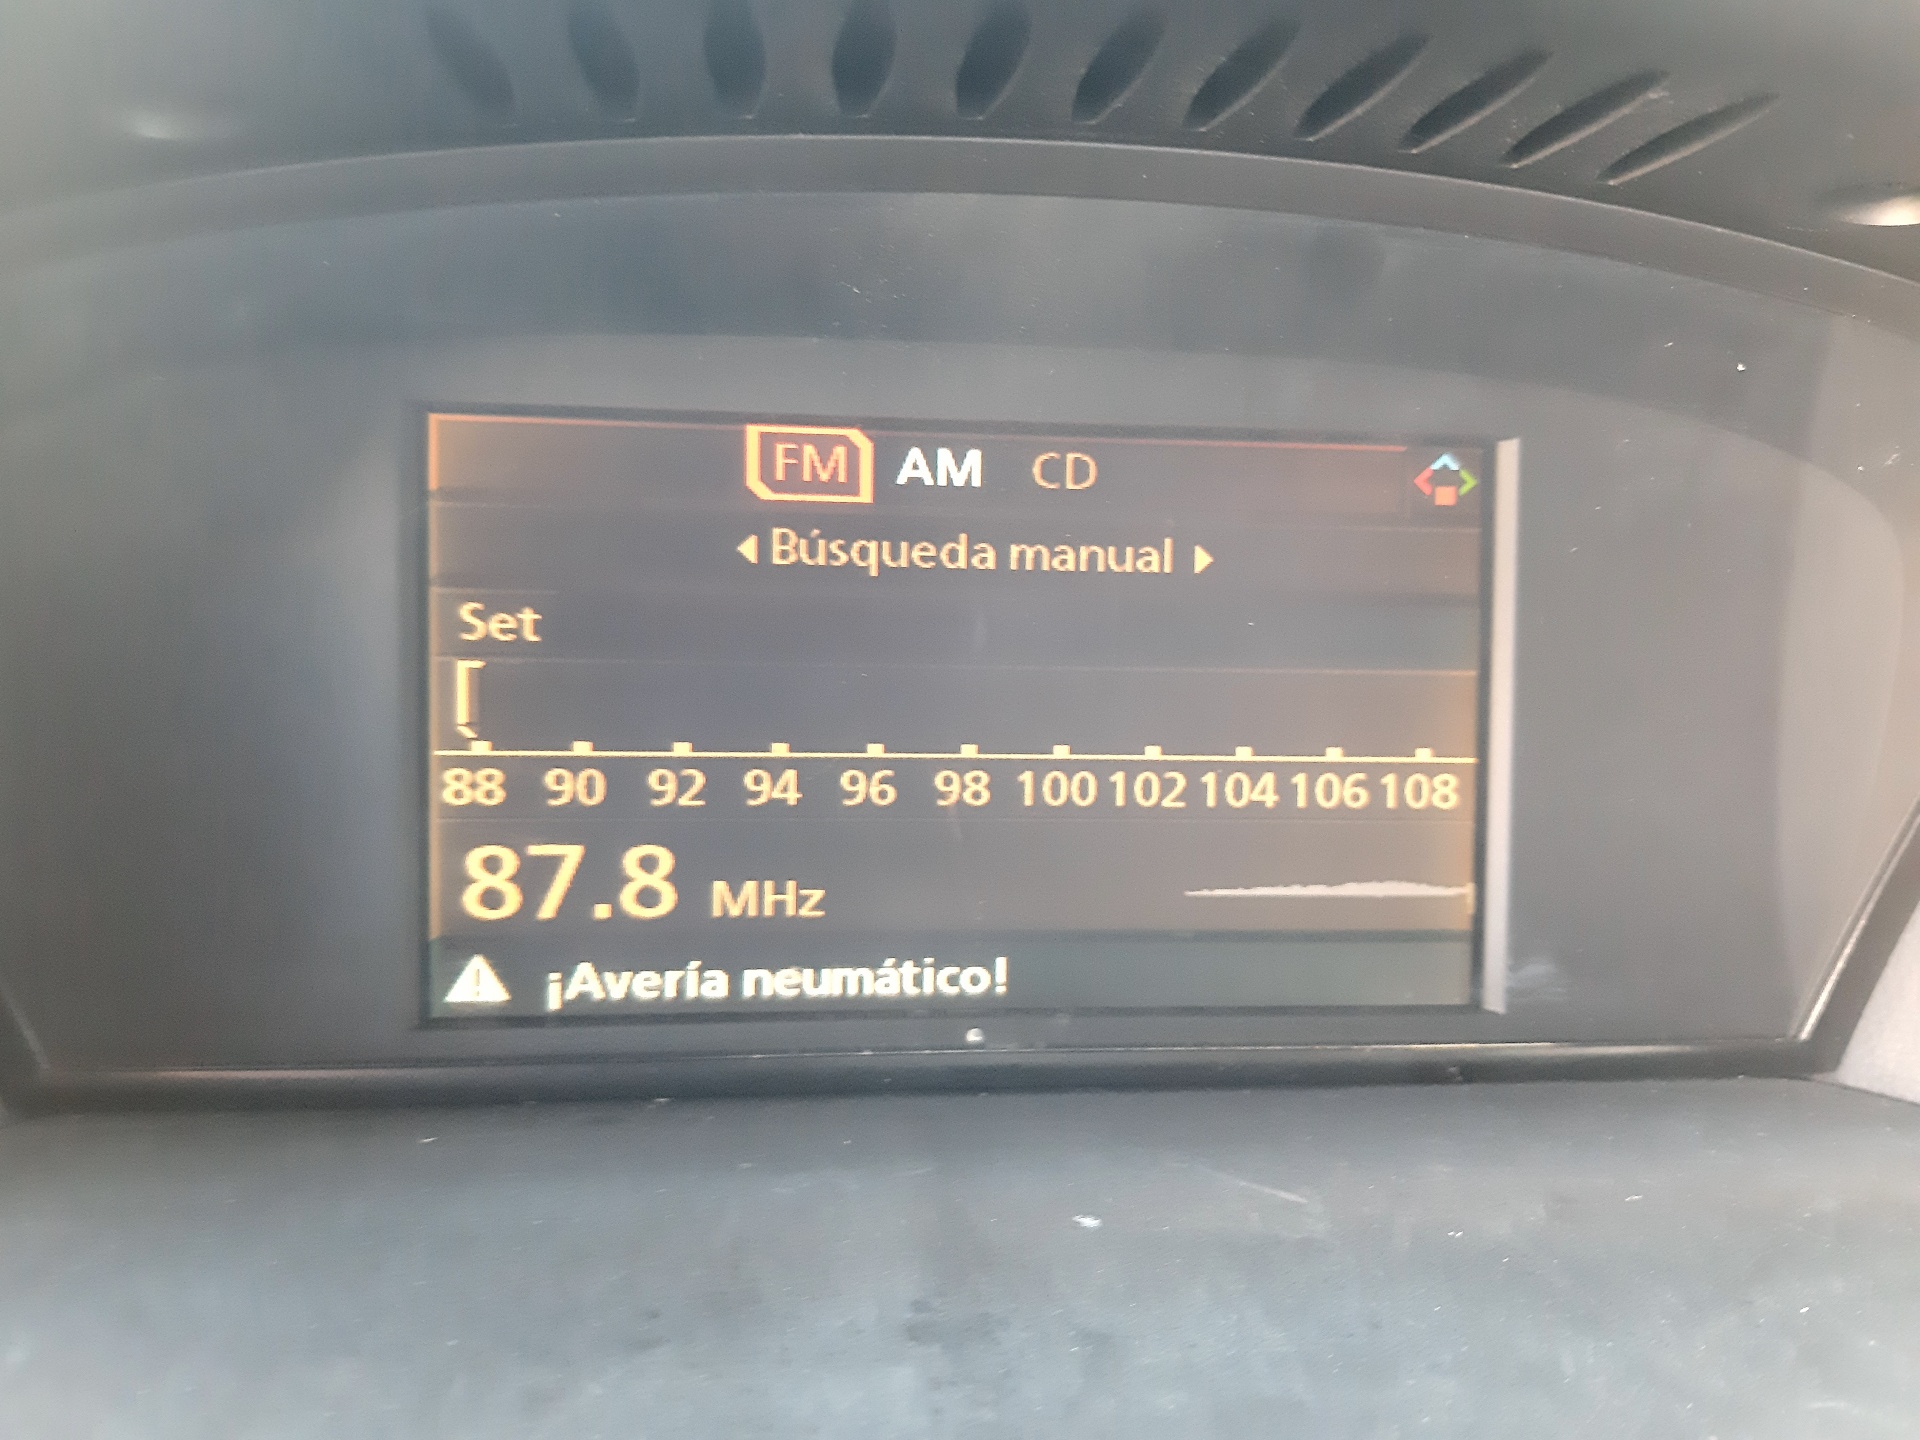 FM AM CD
Búsqueda manual
Set
88 90 92 94 96 98 100 102 104 106 108
87.8 MHz
¡Avería neumático!